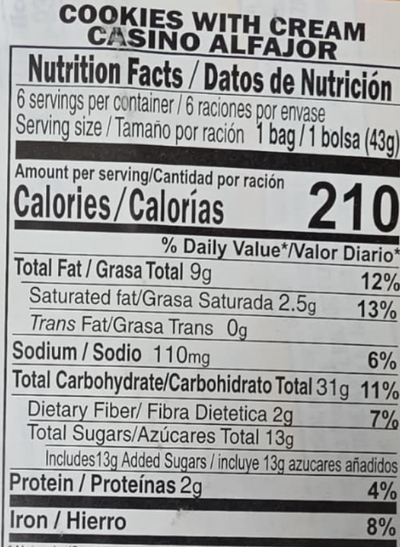 COOKIES WITH CREAM
CASINO ALFAJOR
Nutrition Facts / Datos de Nutrición
6 servings per container / 6 raciones por envase
Serving size / Tamaño por ración 1 bag / 1 bolsa (43g)
Amount per serving/Cantidad por ración
Calories/Calorías 210
% Daily Value*/Valor Diario*
Total Fat / Grasa Total 9g 12%
Saturated fat/Grasa Saturada 2.5g 13%
Trans Fat/Grasa Trans 0g
Sodium / Sodio 110mg 6%
Total Carbohydrate/Carbohidrato Total 31g 11%
Dietary Fiber/ Fibra Dietetica 2g 7%
Total Sugars/Azúcares Total 13g
Includes13g Added Sugars / incluye 13g azucares añadidos
Protein / Proteínas 2g 4%
Iron / Hierro 8%